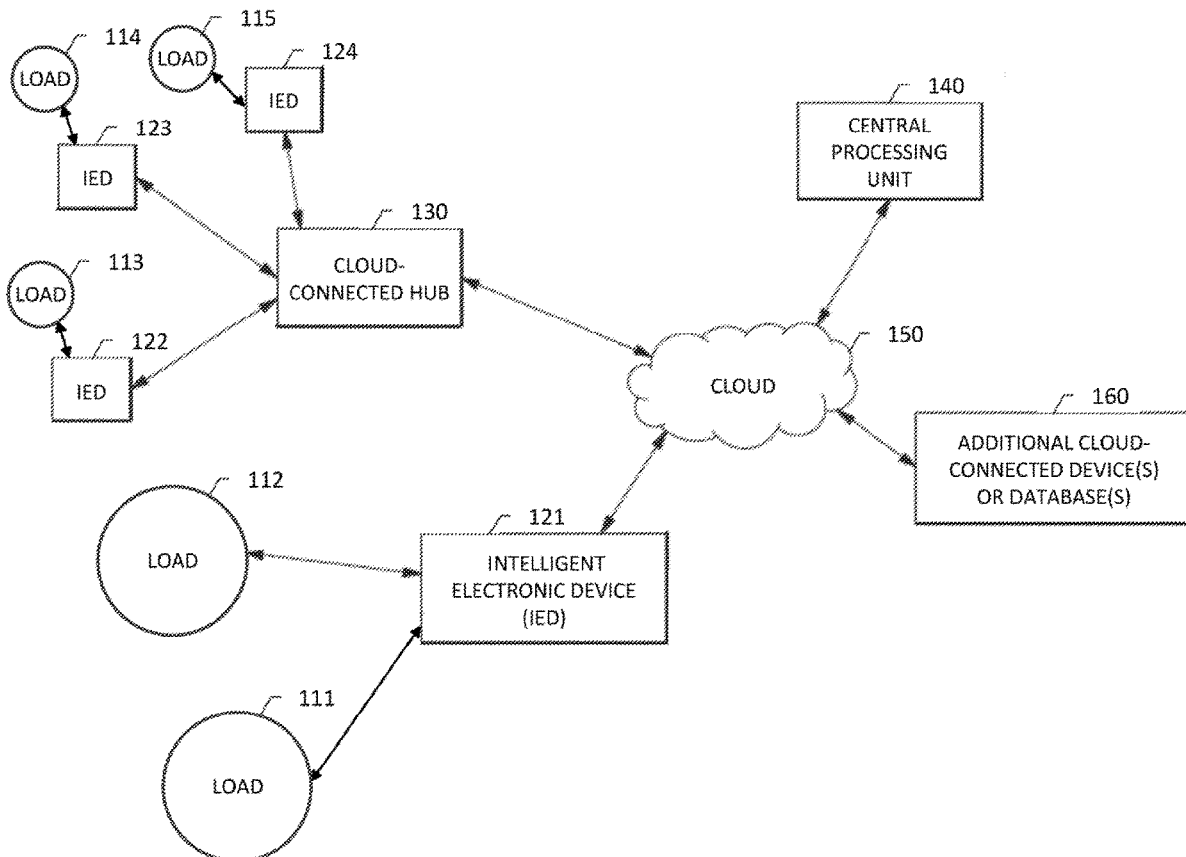 114
LOAD
115
LOAD
124
IED
123
IED
140
CENTRAL
PROCESSING
UNIT
130
CLOUD-
CONNECTED HUB
113
LOAD
122
IED
150
CLOUD
160
ADDITIONAL CLOUD-
CONNECTED DEVICE(S)
OR DATABASE(S)
112
LOAD
121
INTELLIGENT
ELECTRONIC DEVICE
(IED)
111
LOAD